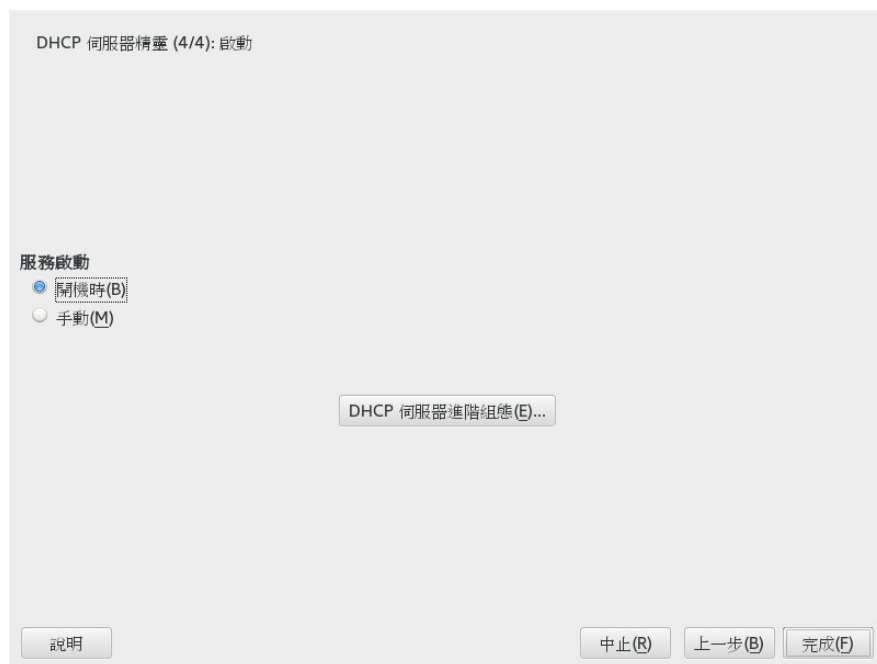 DHCP 伺服器精靈 (4/4): 啟動
服務啟動
開機時(B)
手動(M)
DHCP 伺服器進階組態(E)...
說明
中止(R)
上一步(B)
完成(F)